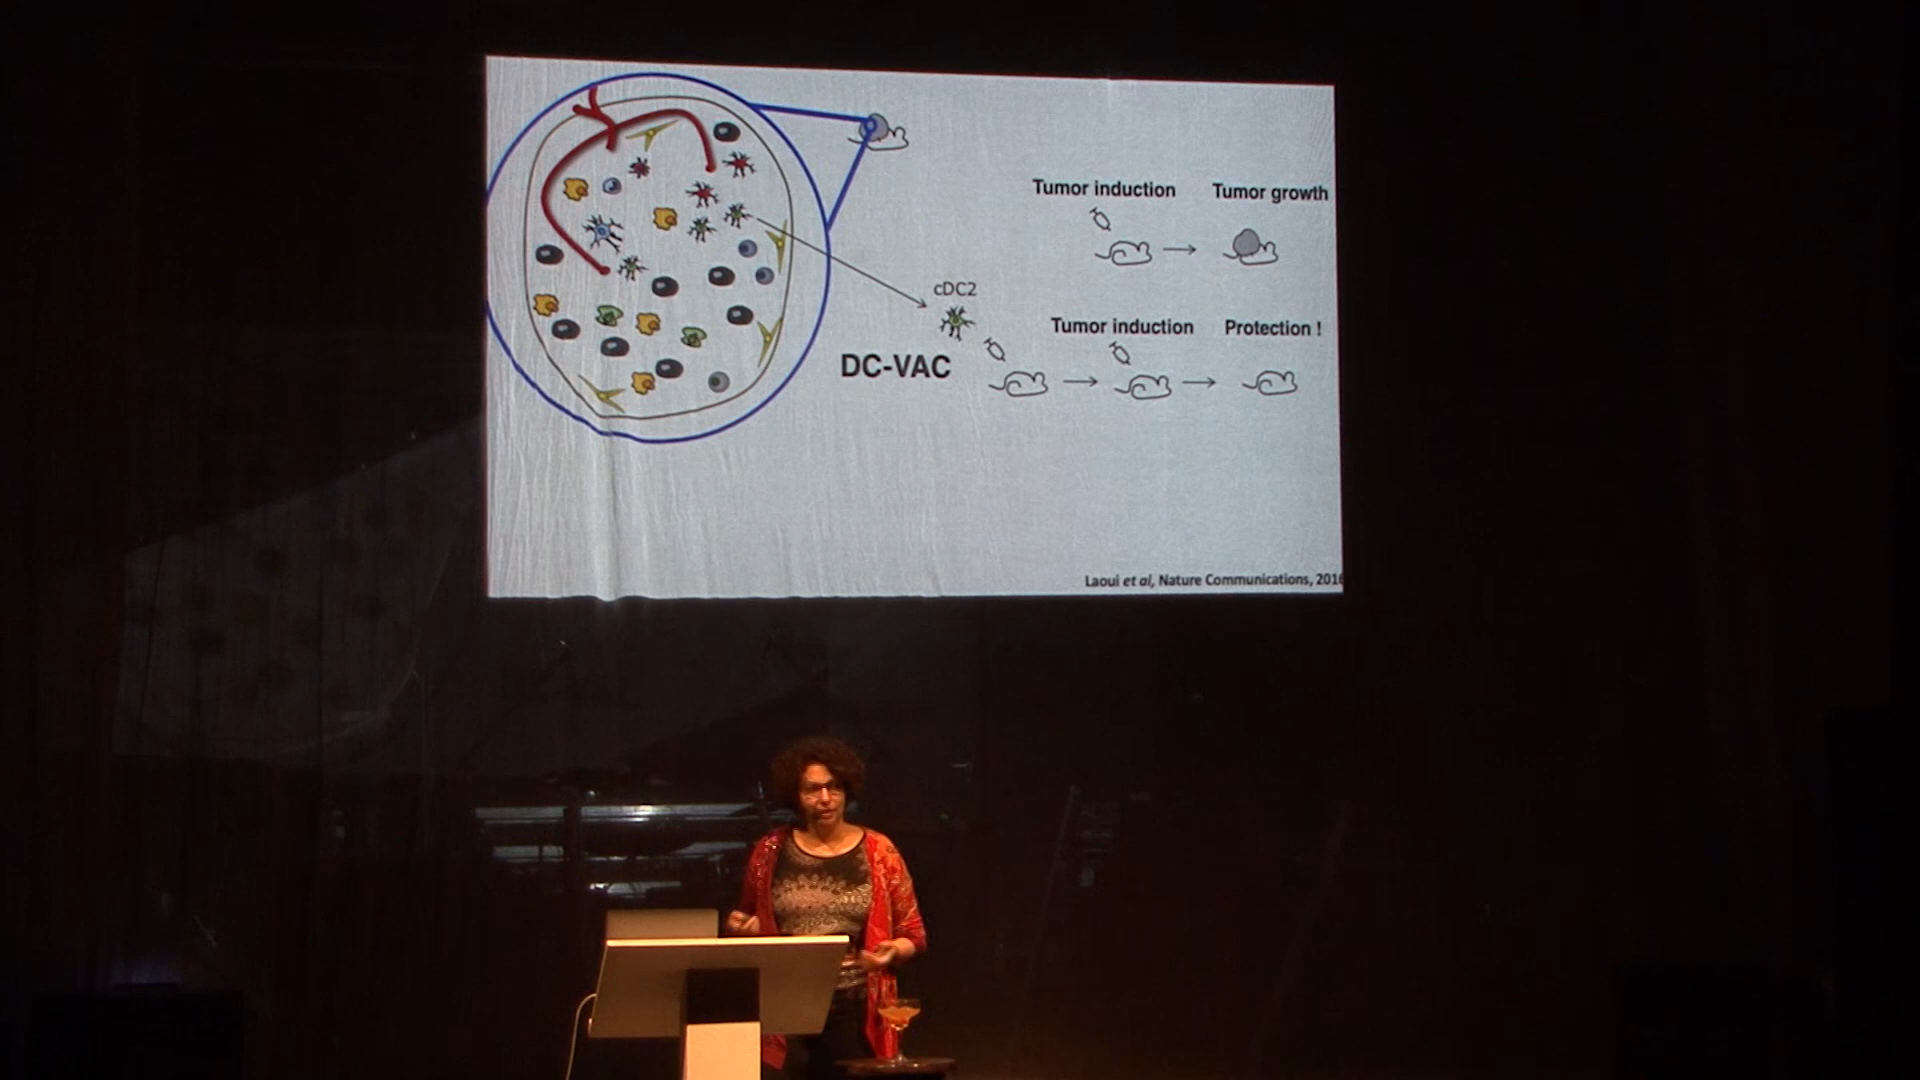 Tumor induction
Tumor growth
cDC2
Tumor induction
Protection !
DC-VAC
Laoui et al, Nature Communications, 2016